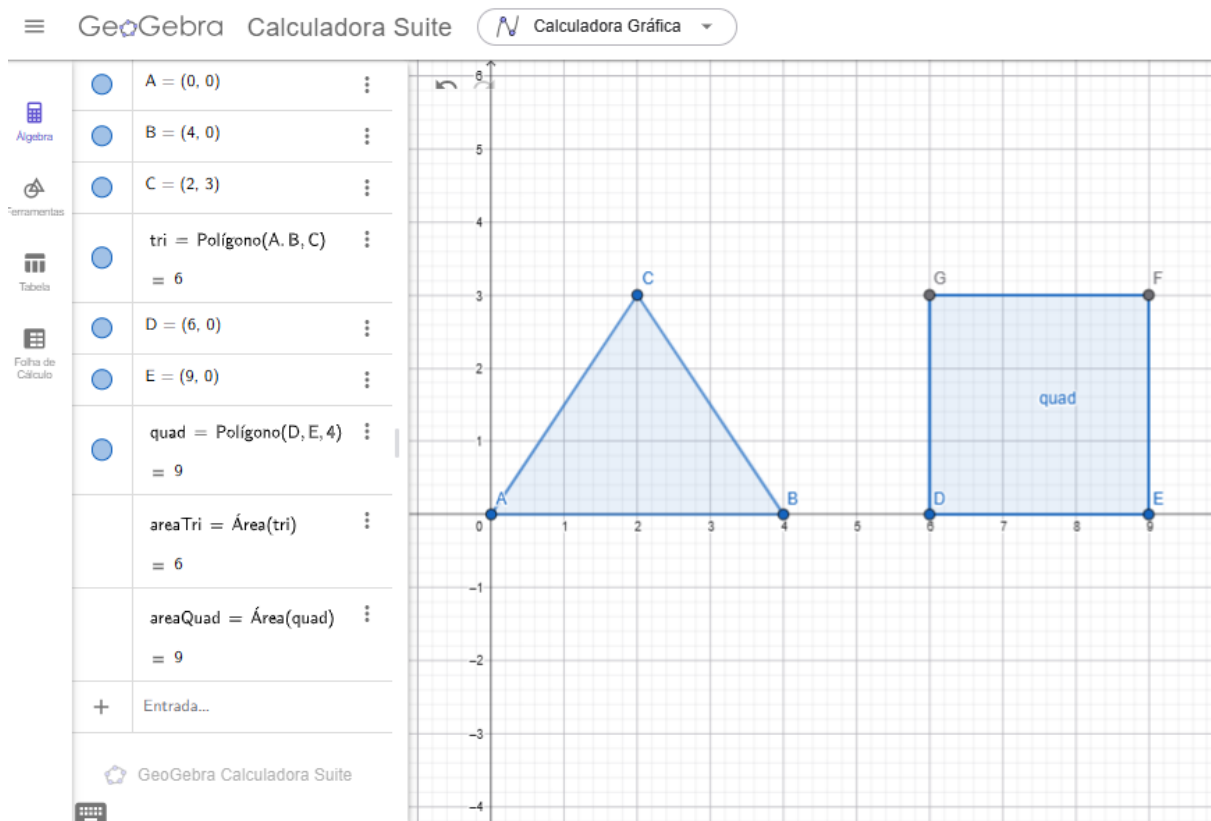 GeoGebra Calculadora Suite
Calculadora Gráfica
Álgebra
Ferramentas
Tabela
Folha de
Cálculo
A = (0, 0)
B = (4, 0)
C = (2, 3)
tri = Polígono(A. B, C)
= 6
D = (6, 0)
E = (9, 0)
quad = Polígono(D, E, 4)
= 9
areaTri = Área(tri)
= 6
areaQuad = Área(quad)
= 9
+ Entrada...
GeoGebra Calculadora Suite
6
5
4
3
2
1
0 1 2 3 4 5 6 7 8 9
–1
–2
–3
–4
C
A
B
G
F
quad
D
E